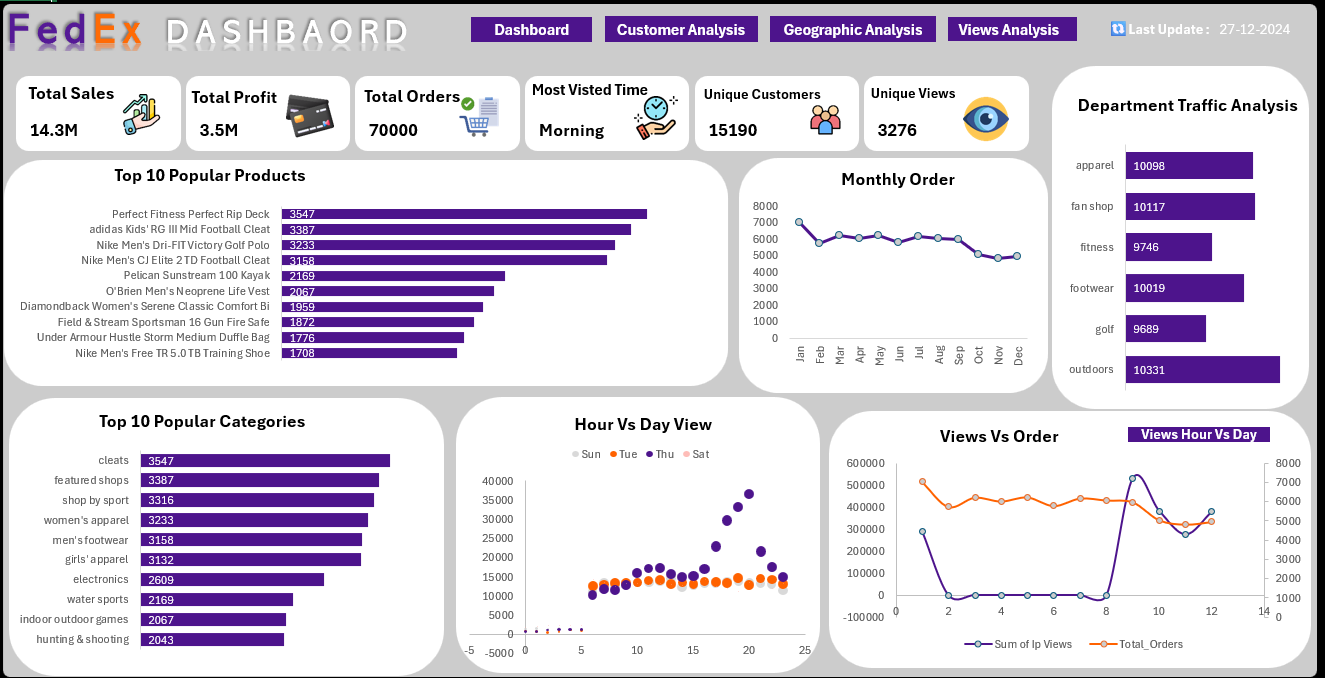 FedEx DASHBAORD
Dashboard
Customer Analysis
Geographic Analysis
Views Analysis
Last Update : 27-12-2024
Total Sales
14.3M
Total Profit
3.5M
Total Orders
70000
Most Visted Time
Morning
Unique Customers
15190
Unique Views
3276
Department Traffic Analysis
apparel 10098
fan shop 10117
fitness 9746
footwear 10019
golf 9689
outdoors 10331
Top 10 Popular Products
Perfect Fitness Perfect Rip Deck 3547
adidas Kids' RG III Mid Football Cleat 3387
Nike Men's Dri-FIT Victory Golf Polo 3233
Nike Men's CJ Elite 2 TD Football Cleat 3158
Pelican Sunstream 100 Kayak 2169
O'Brien Men's Neoprene Life Vest 2067
Diamondback Women's Serene Classic Comfort Bi 1959
Field & Stream Sportsman 16 Gun Fire Safe 1872
Under Armour Hustle Storm Medium Duffle Bag 1776
Nike Men's Free TR 5.0 TB Training Shoe 1708
Monthly Order
8000
7000
6000
5000
4000
3000
2000
1000
0
Jan Feb Mar Apr May Jun Jul Aug Sep Oct Nov Dec
Top 10 Popular Categories
cleats 3547
featured shops 3387
shop by sport 3316
women's apparel 3233
men's footwear 3158
girls' apparel 3132
electronics 2609
water sports 2169
indoor outdoor games 2067
hunting & shooting 2043
Hour Vs Day View
Sun Tue Thu Sat
40000
35000
30000
25000
20000
15000
10000
5000
0
-5000
-5 0 5 10 15 20 25
Views Vs Order
Views Hour Vs Day
600000 8000
500000 7000
400000 6000
300000 5000
200000 4000
100000 3000
0 2000
-100000 1000
0
0 2 4 6 8 10 12 14
Sum of Ip Views Total_Orders